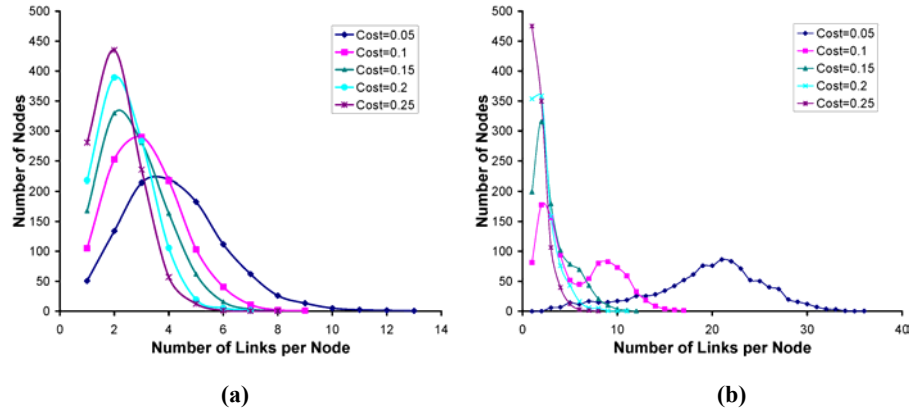 500
450
400
350
300
250
200
150
100
50
0
Number of Nodes
0 2 4 6 8 10 12 14
Number of Links per Node
Cost=0.05
Cost=0.1
Cost=0.15
Cost=0.2
Cost=0.25
(a)
500
450
400
350
300
250
200
150
100
50
0
Number of Nodes
0 10 20 30 40
Number of Links per Node
Cost=0.05
Cost=0.1
Cost=0.15
Cost=0.2
Cost=0.25
(b)